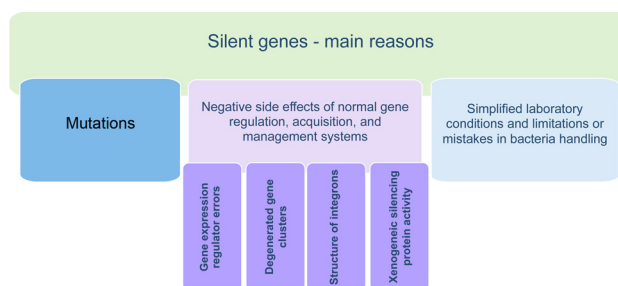 Silent genes - main reasons
Mutations
Negative side effects of normal gene
regulation, acquisition, and
management systems
Simplified laboratory
conditions and limitations or
mistakes in bacteria handling
Gene expression
regulator errors
Degenerated gene
clusters
Structure of integrons
Xenogeneic silencing
protein activity